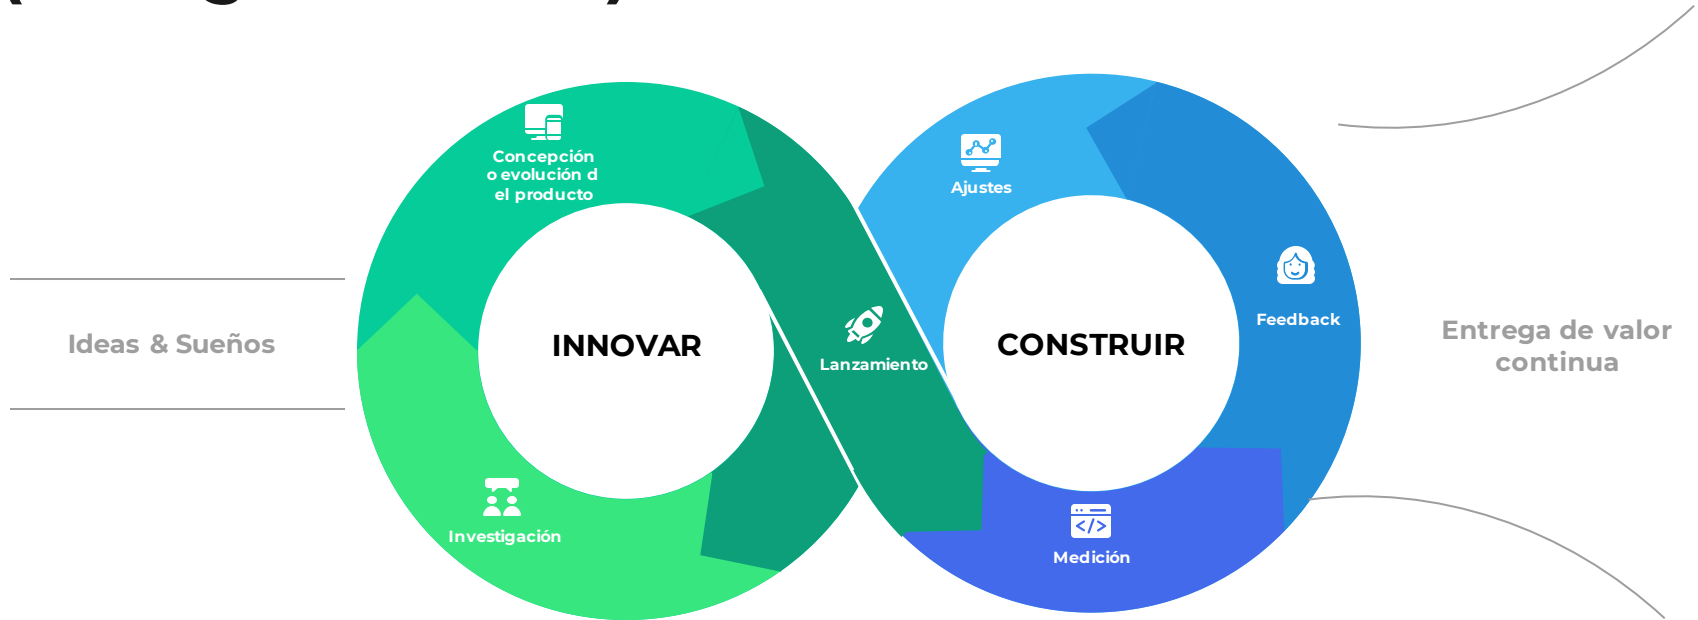 Concepción
o evolución d
el producto
Ajustes
Feedback
INNOVAR
CONSTRUIR
Ideas & Sueños
Lanzamiento
Entrega de valor
continua
Investigación
Medición